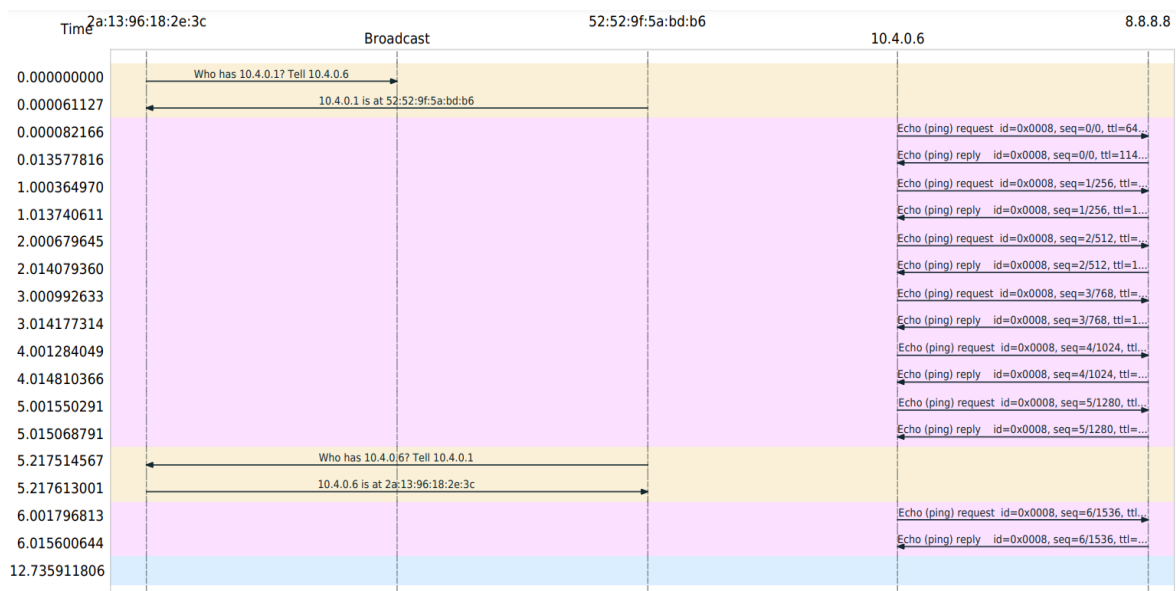 2a:13:96:18:2e:3c 52:52:9f:5a:bd:b6 8.8.8.8
Time Broadcast 10.4.0.6
0.000000000 Who has 10.4.0.1? Tell 10.4.0.6
0.000061127 10.4.0.1 is at 52:52:9f:5a:bd:b6
0.000082166 Echo (ping) request id=0x0008, seq=0/0, ttl=64...
0.013577816 Echo (ping) reply id=0x0008, seq=0/0, ttl=114...
1.000364970 Echo (ping) request id=0x0008, seq=1/256, ttl=...
1.013740611 Echo (ping) reply id=0x0008, seq=1/256, ttl=1...
2.000679645 Echo (ping) request id=0x0008, seq=2/512, ttl=...
2.014079360 Echo (ping) reply id=0x0008, seq=2/512, ttl=1...
3.000992633 Echo (ping) request id=0x0008, seq=3/768, ttl=...
3.014177314 Echo (ping) reply id=0x0008, seq=3/768, ttl=1...
4.001284049 Echo (ping) request id=0x0008, seq=4/1024, ttl...
4.014810366 Echo (ping) reply id=0x0008, seq=4/1024, ttl=...
5.001550291 Echo (ping) request id=0x0008, seq=5/1280, ttl...
5.015068791 Echo (ping) reply id=0x0008, seq=5/1280, ttl=...
5.217514567 Who has 10.4.0.6? Tell 10.4.0.1
5.217613001 10.4.0.6 is at 2a:13:96:18:2e:3c
6.001796813 Echo (ping) request id=0x0008, seq=6/1536, ttl...
6.015600644 Echo (ping) reply id=0x0008, seq=6/1536, ttl=...
12.735911806